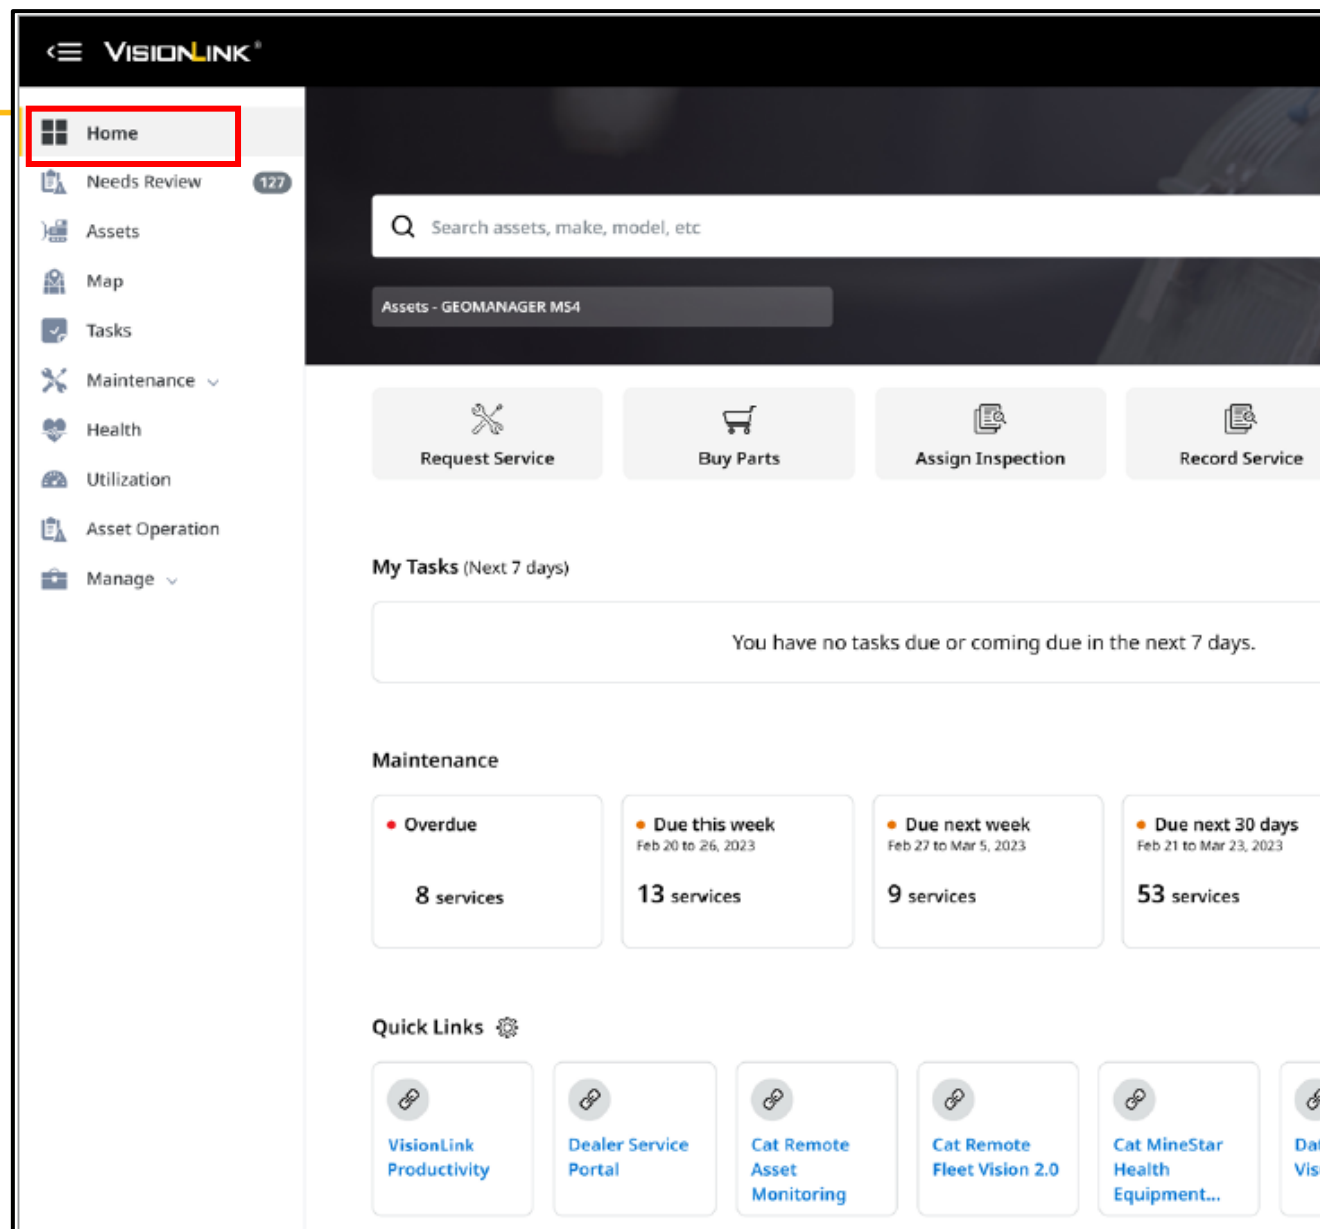 VISIONLINK®
Home
Needs Review 127
Assets
Map
Tasks
Maintenance
Health
Utilization
Asset Operation
Manage
Search assets, make, model, etc
Assets - GEOMANAGER MS4
Request Service
Buy Parts
Assign Inspection
Record Service
My Tasks (Next 7 days)
You have no tasks due or coming due in the next 7 days.
Maintenance
Overdue
8 services
Due this week
Feb 20 to 26, 2023
13 services
Due next week
Feb 27 to Mar 5, 2023
9 services
Due next 30 days
Feb 21 to Mar 23, 2023
53 services
Quick Links
VisionLink
Productivity
Dealer Service
Portal
Cat Remote
Asset
Monitoring
Cat Remote
Fleet Vision 2.0
Cat MineStar
Health
Equipment...